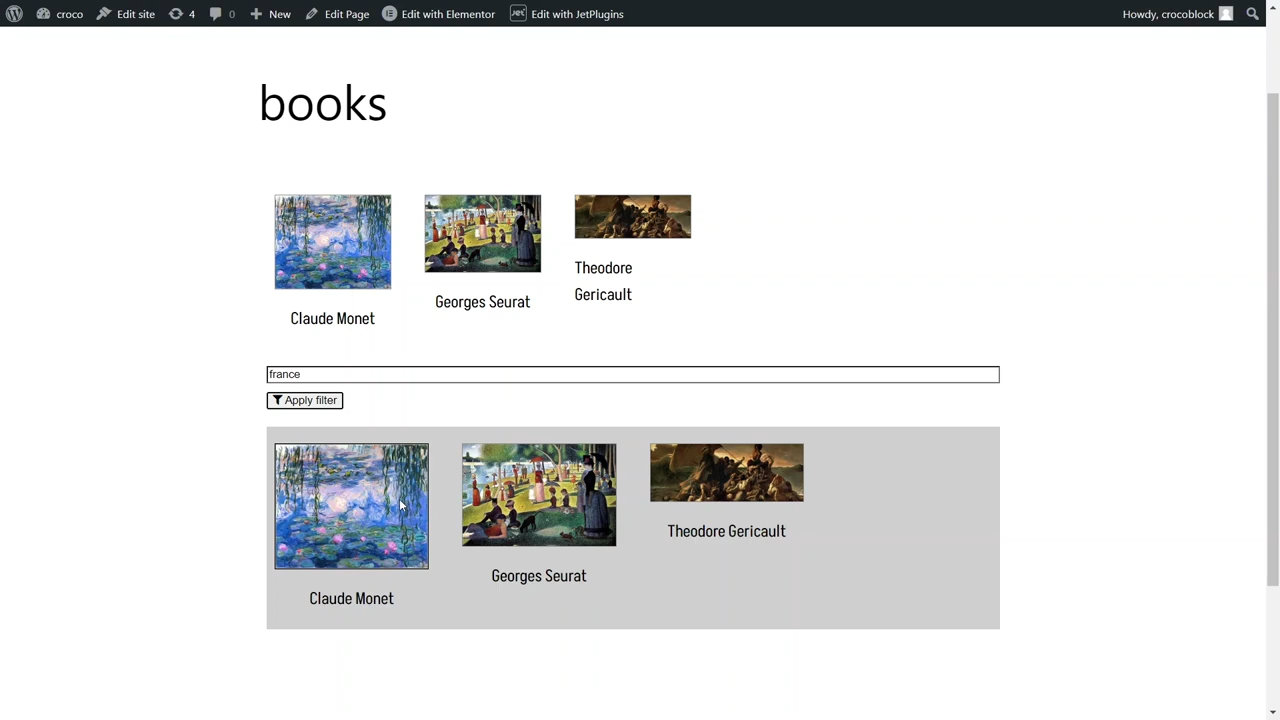 croco Edit site 4 0 New Edit Page Edit with Elementor Jet Edit with JetPlugins Howdy, crocoblock
books
Claude Monet
Georges Seurat
Theodore
Gericault
france
Apply filter
Claude Monet
Georges Seurat
Theodore Gericault